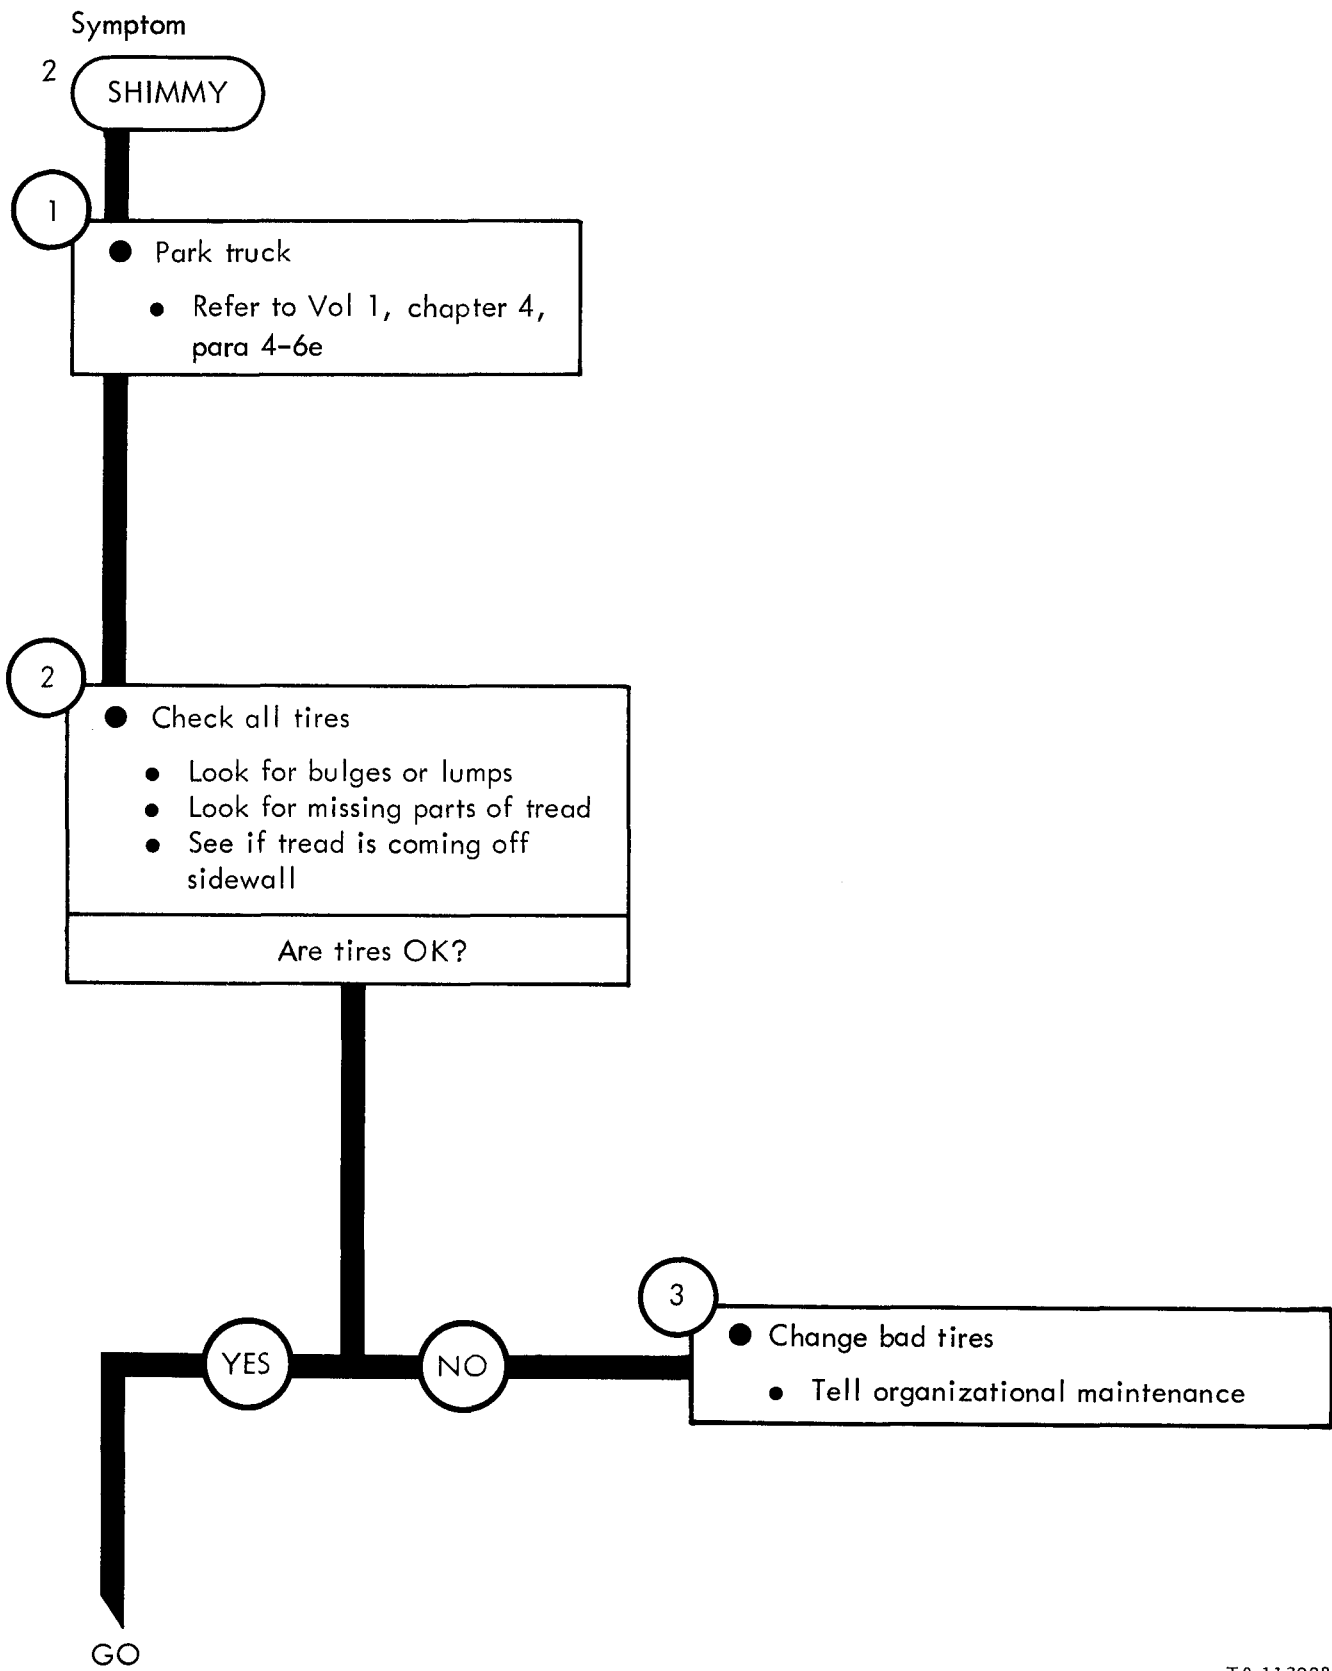 Symptom
2
SHIMMY
1
Park truck
Refer to Vol 1, chapter 4,
para 4-6e
2
Check all tires
Look for bulges or lumps
Look for missing parts of tread
See if tread is coming off
sidewall
Are tires OK?
YES
NO
3
Change bad tires
Tell organizational maintenance
GO